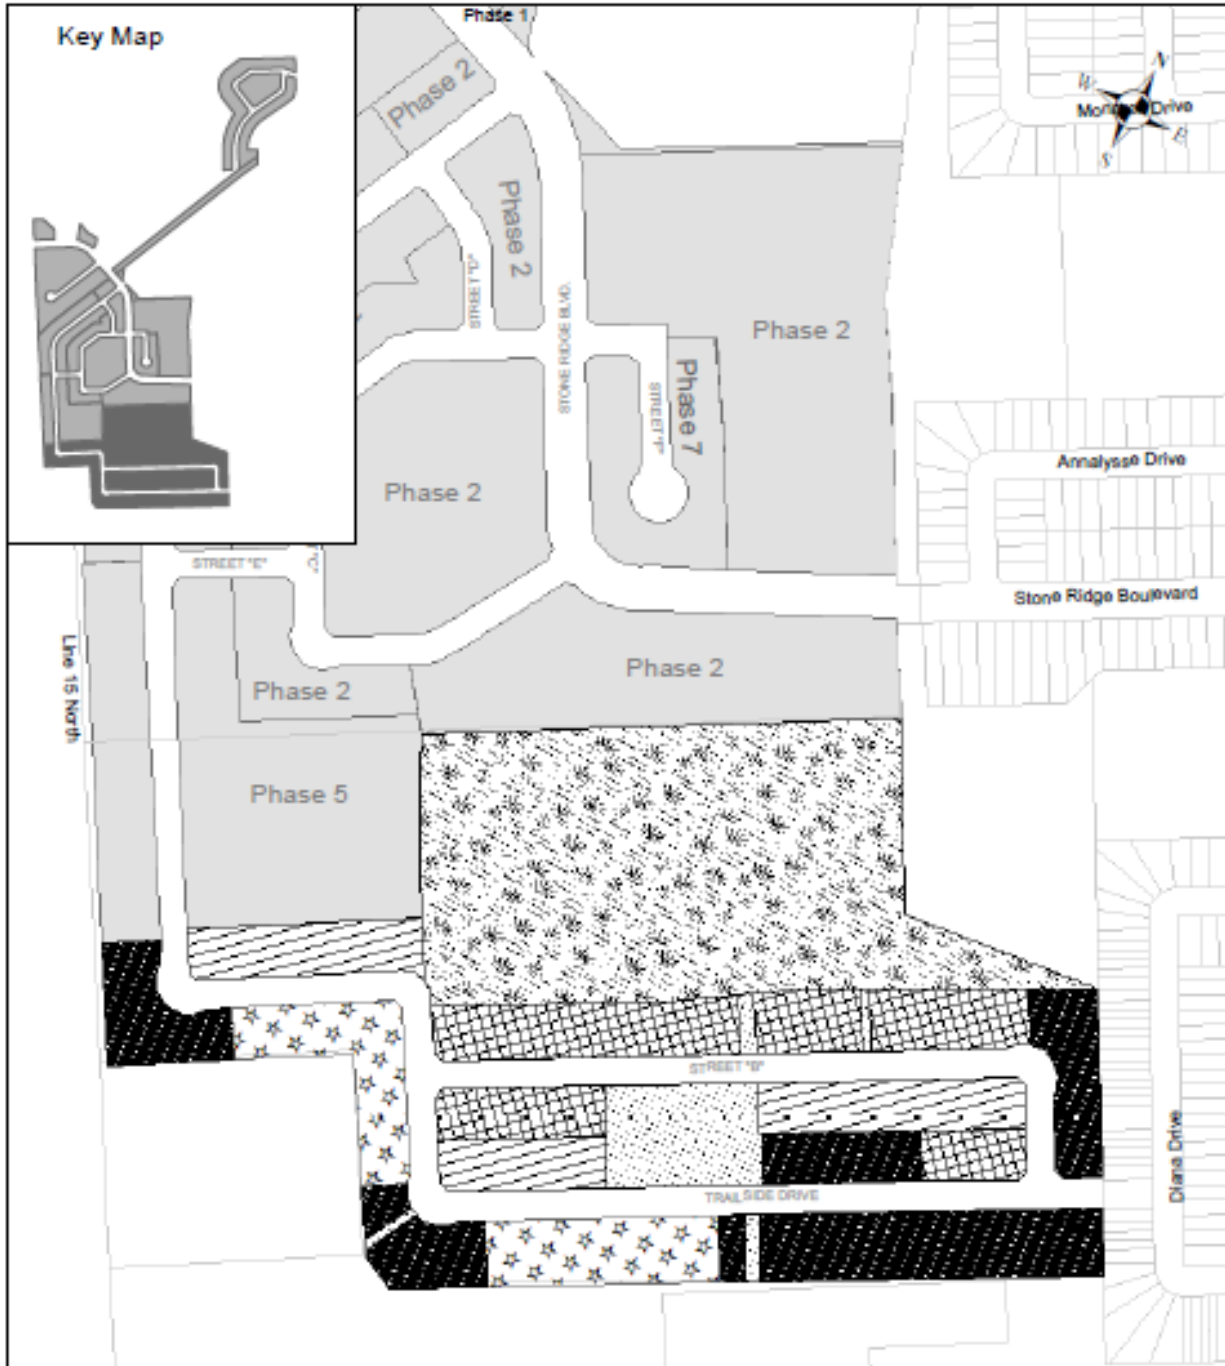 Key Map
Phase 1
Phase 2
N
W
E
S
Drive
Phase 2
STREET "D"
STONE RIDGE BLVD.
Phase 2
STREET "F"
Phase 7
Phase 2
Annalysse Drive
STREET "E"
"C"
Stone Ridge Boulevard
Line 15 North
Phase 2
Phase 2
Phase 5
STREET "B"
Diana Drive
TRAILSIDE DRIVE